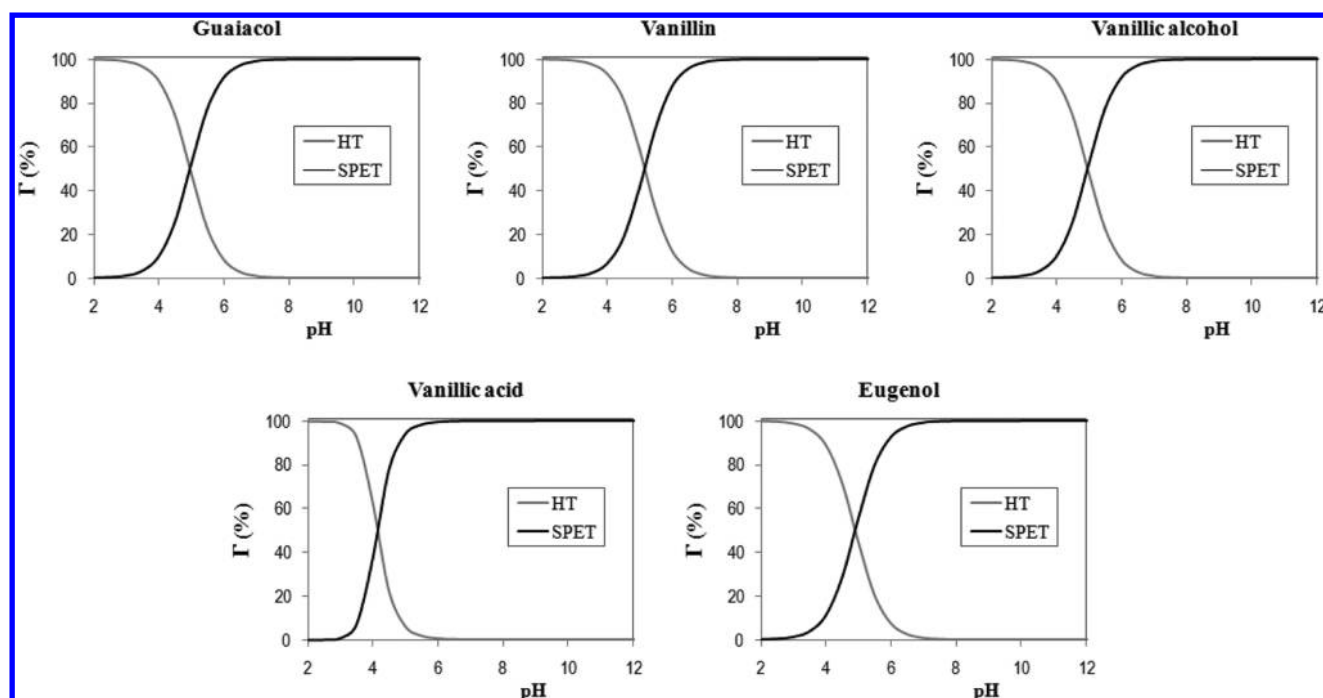 Guaiacol
Γ (%)
100
80
60
40
20
0
HT
SPET
2 4 6 8 10 12
pH
Vanillin
Γ (%)
100
80
60
40
20
0
HT
SPET
2 4 6 8 10 12
pH
Vanillic alcohol
Γ (%)
100
80
60
40
20
0
HT
SPET
2 4 6 8 10 12
pH
Vanillic acid
Γ (%)
100
80
60
40
20
0
HT
SPET
2 4 6 8 10 12
pH
Eugenol
Γ (%)
100
80
60
40
20
0
HT
SPET
2 4 6 8 10 12
pH